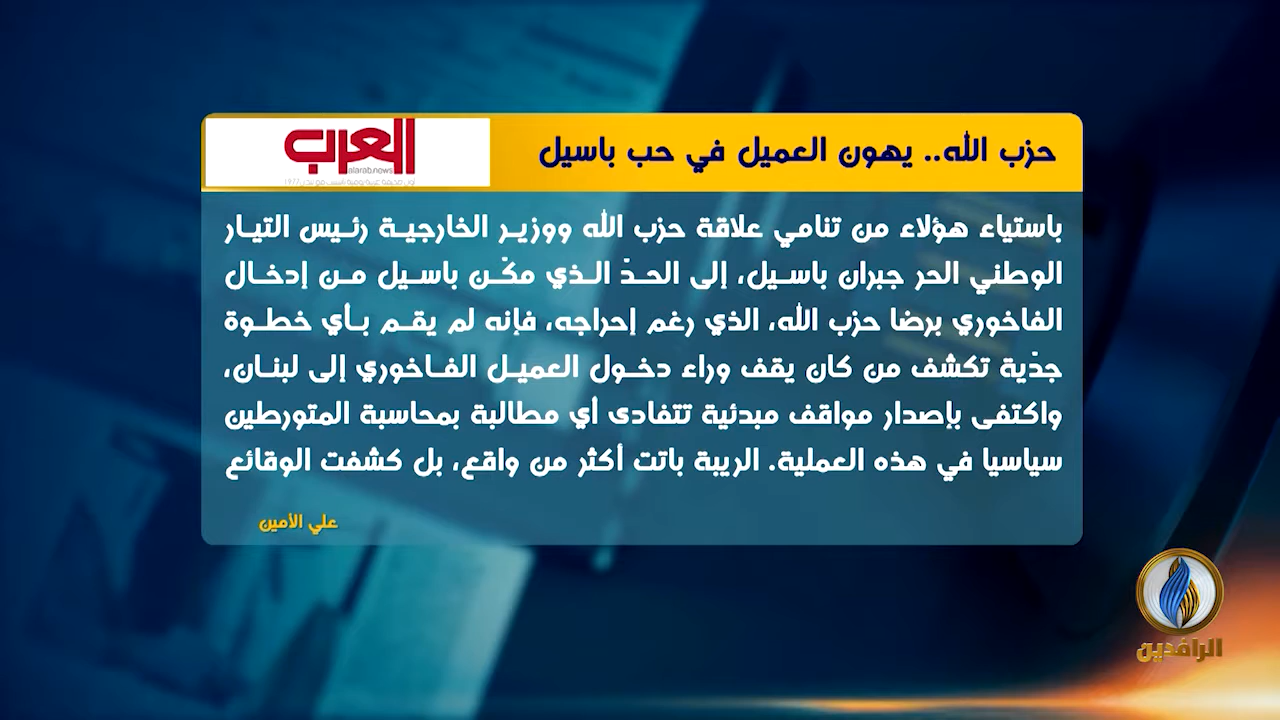 حزب الله.. يهون العميل في حب باسيل
العرب
alarab.news
باستياء هؤلاء من تنامي علاقة حزب الله ووزير الخارجية رئيس التيار
الوطني الحر جبران باسيل، إلى الحدّ الذي مكّن باسيل من إدخال
الفاخوري برضا حزب الله، الذي رغم إحراجه، فإنه لم يقم بأي خطوة
جدّية تكشف من كان يقف وراء دخول العميل الفاخوري إلى لبنان،
واكتفى بإصدار مواقف مبدئية تتفادى أي مطالبة بمحاسبة المتورطين
سياسيا في هذه العملية. الريبة باتت أكثر من واقع، بل كشفت الوقائع
علي الأمين
الرافدين